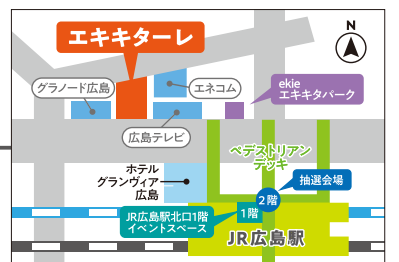 エキキターレ
N
グラノード広島
エネコム
ekie
エキキタパーク
広島テレビ
ペデストリアン
デッキ
ホテル
グランヴィア
広島
抽選会場
2階
JR広島駅北口1階
イベントスペース
1階
JR広島駅